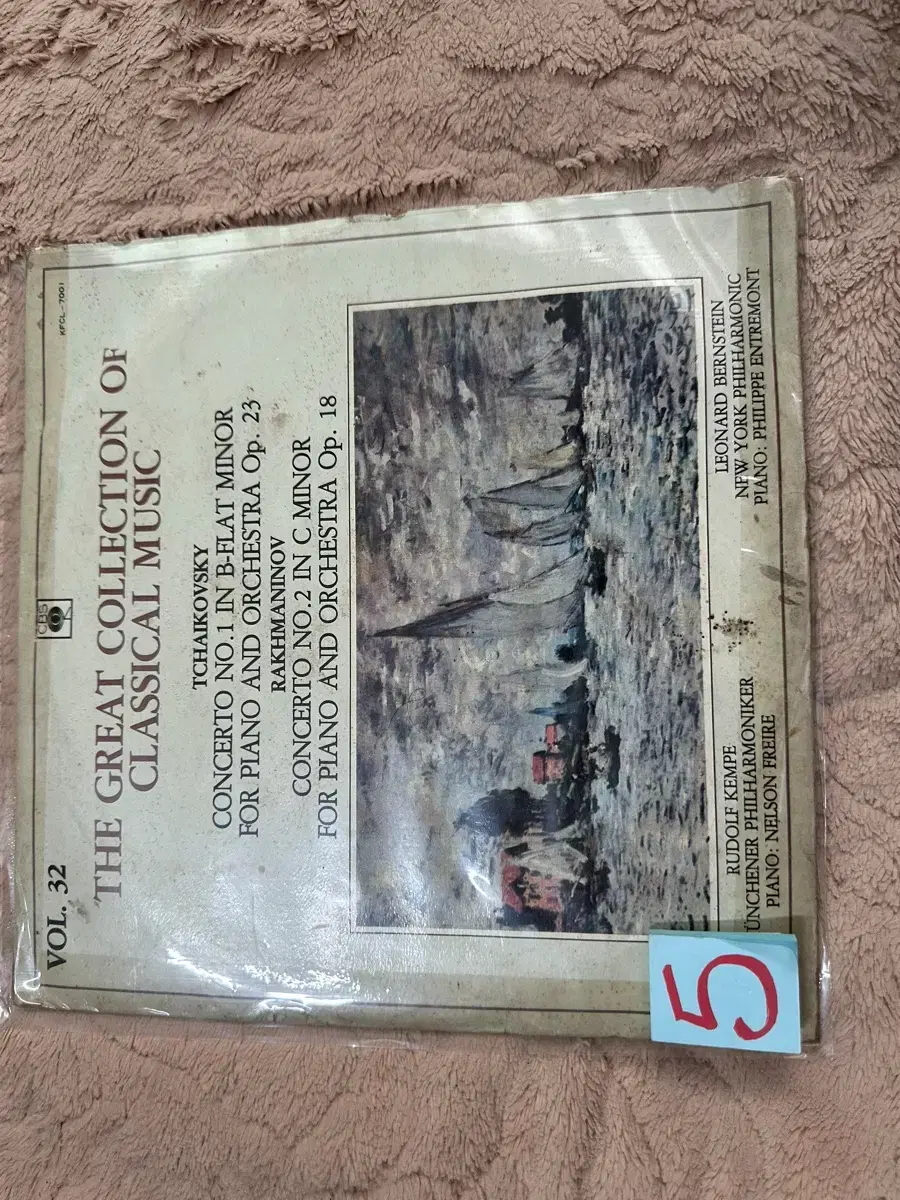 CBS
KFCL-7001
VOL. 32
THE GREAT COLLECTION OF
CLASSICAL MUSIC
TCHAIKOVSKY
CONCERTO NO.1 IN B-FLAT MINOR
FOR PIANO AND ORCHESTRA Op. 23
RAKHMANINOV
CONCERTO NO.2 IN C MINOR
FOR PIANO AND ORCHESTRA Op. 18
RUDOLF KEMPE
ÜNCHENER PHILHARMONIKER
PIANO: NELSON FREIRE
LEONARD BERNSTEIN
NEW YORK PHILHARMONIC
PIANO: PHILIPPE ENTREMONT
5